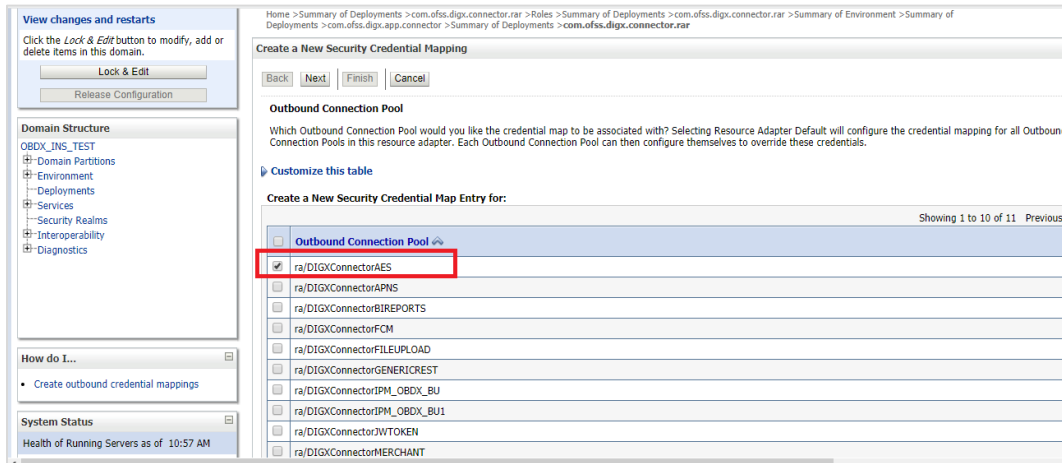 View changes and restarts
Click the Lock & Edit button to modify, add or
delete items in this domain.
Lock & Edit
Release Configuration
Domain Structure
OBDX_INS_TEST
Domain Partitions
Environment
Deployments
Services
Security Realms
Interoperability
Diagnostics
How do I...
Create outbound credential mappings
System Status
Health of Running Servers as of 10:57 AM
Home >Summary of Deployments >com.ofss.digx.connector.rar >Roles >Summary of Deployments >com.ofss.digx.connector.rar >Summary of Environment >Summary of
Deployments >com.ofss.digx.app.connector >Summary of Deployments >com.ofss.digx.connector.rar
Create a New Security Credential Mapping
Back Next Finish Cancel
Outbound Connection Pool
Which Outbound Connection Pool would you like the credential map to be associated with? Selecting Resource Adapter Default will configure the credential mapping for all Outboun
Connection Pools in this resource adapter. Each Outbound Connection Pool can then configure themselves to override these credentials.
Customize this table
Create a New Security Credential Map Entry for:
Showing 1 to 10 of 11 Previous
Outbound Connection Pool
ra/DIGXConnectorAES
ra/DIGXConnectorAPNS
ra/DIGXConnectorBIREPORTS
ra/DIGXConnectorFCM
ra/DIGXConnectorFILEUPLOAD
ra/DIGXConnectorGENERICREST
ra/DIGXConnectorIPM_OBDX_BU
ra/DIGXConnectorIPM_OBDX_BU1
ra/DIGXConnectorJWTOKEN
ra/DIGXConnectorMERCHANT